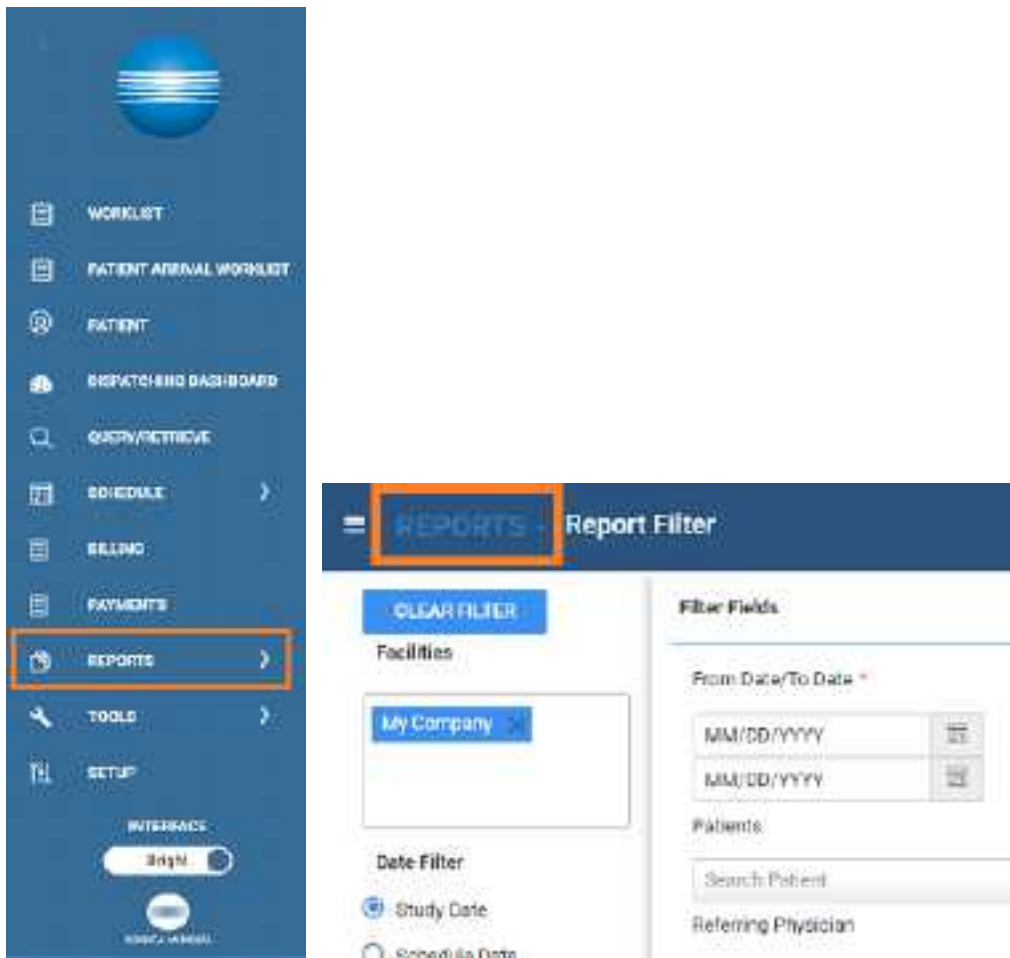 WORKLIST
PATIENT ARRIVAL WORKLIST
PATIENT
DISPATCHING DASHBOARD
QUERY/RETRIEVE
SCHEDULE
BILLING
PAYMENTS
REPORTS
TOOLS
SETUP
INTERFACE
Bright
REPORTS - Report Filter
CLEAR FILTER
Facilities
My Company
Date Filter
Study Date
Schedule Date
Filter Fields
From Date/To Date *
MM/DD/YYYY
MM/DD/YYYY
Patients
Search Patient
Referring Physician